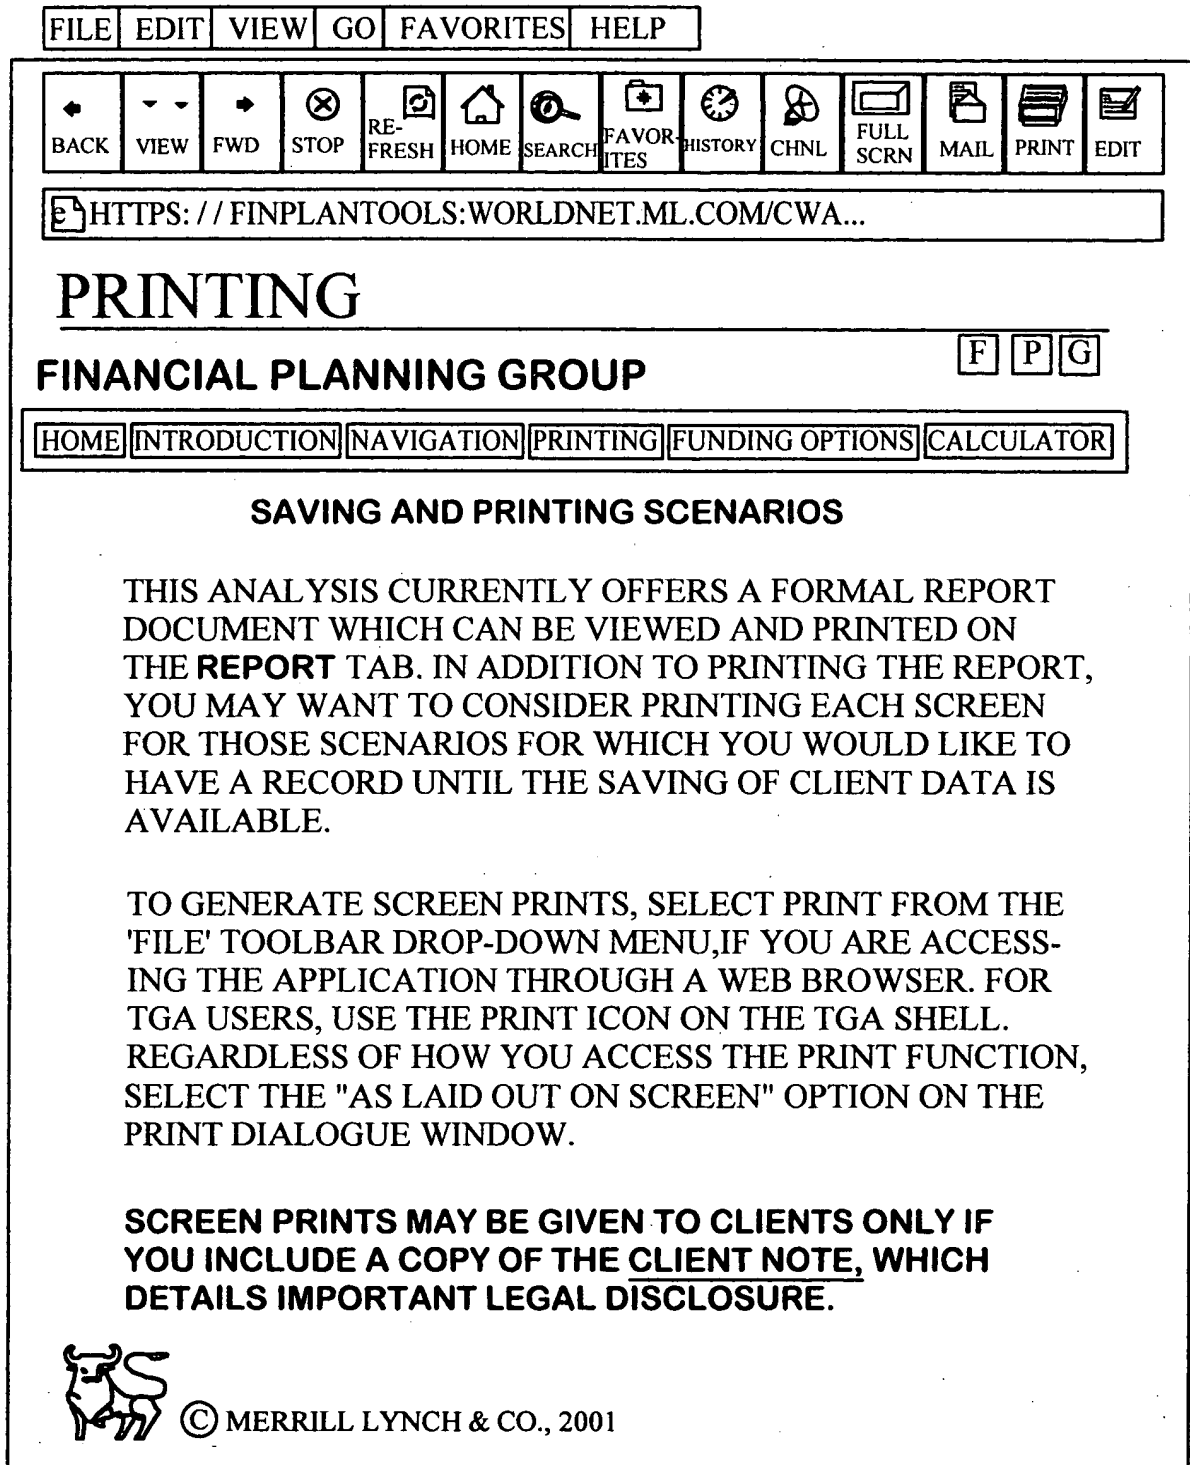 FILE EDIT VIEW GO FAVORITES HELP
BACK VIEW FWD STOP RE-FRESH HOME SEARCH FAVOR-ITES HISTORY CHNL FULL SCRN MAIL PRINT EDIT
HTTPS: / / FINPLANTOOLS:WORLDNET.ML.COM/CWA...
PRINTING
F P G
FINANCIAL PLANNING GROUP
HOME INTRODUCTION NAVIGATION PRINTING FUNDING OPTIONS CALCULATOR
SAVING AND PRINTING SCENARIOS
THIS ANALYSIS CURRENTLY OFFERS A FORMAL REPORT
DOCUMENT WHICH CAN BE VIEWED AND PRINTED ON
THE REPORT TAB. IN ADDITION TO PRINTING THE REPORT,
YOU MAY WANT TO CONSIDER PRINTING EACH SCREEN
FOR THOSE SCENARIOS FOR WHICH YOU WOULD LIKE TO
HAVE A RECORD UNTIL THE SAVING OF CLIENT DATA IS
AVAILABLE.
TO GENERATE SCREEN PRINTS, SELECT PRINT FROM THE
'FILE' TOOLBAR DROP-DOWN MENU,IF YOU ARE ACCESS-
ING THE APPLICATION THROUGH A WEB BROWSER. FOR
TGA USERS, USE THE PRINT ICON ON THE TGA SHELL.
REGARDLESS OF HOW YOU ACCESS THE PRINT FUNCTION,
SELECT THE "AS LAID OUT ON SCREEN" OPTION ON THE
PRINT DIALOGUE WINDOW.
SCREEN PRINTS MAY BE GIVEN TO CLIENTS ONLY IF
YOU INCLUDE A COPY OF THE CLIENT NOTE, WHICH
DETAILS IMPORTANT LEGAL DISCLOSURE.
© MERRILL LYNCH & CO., 2001